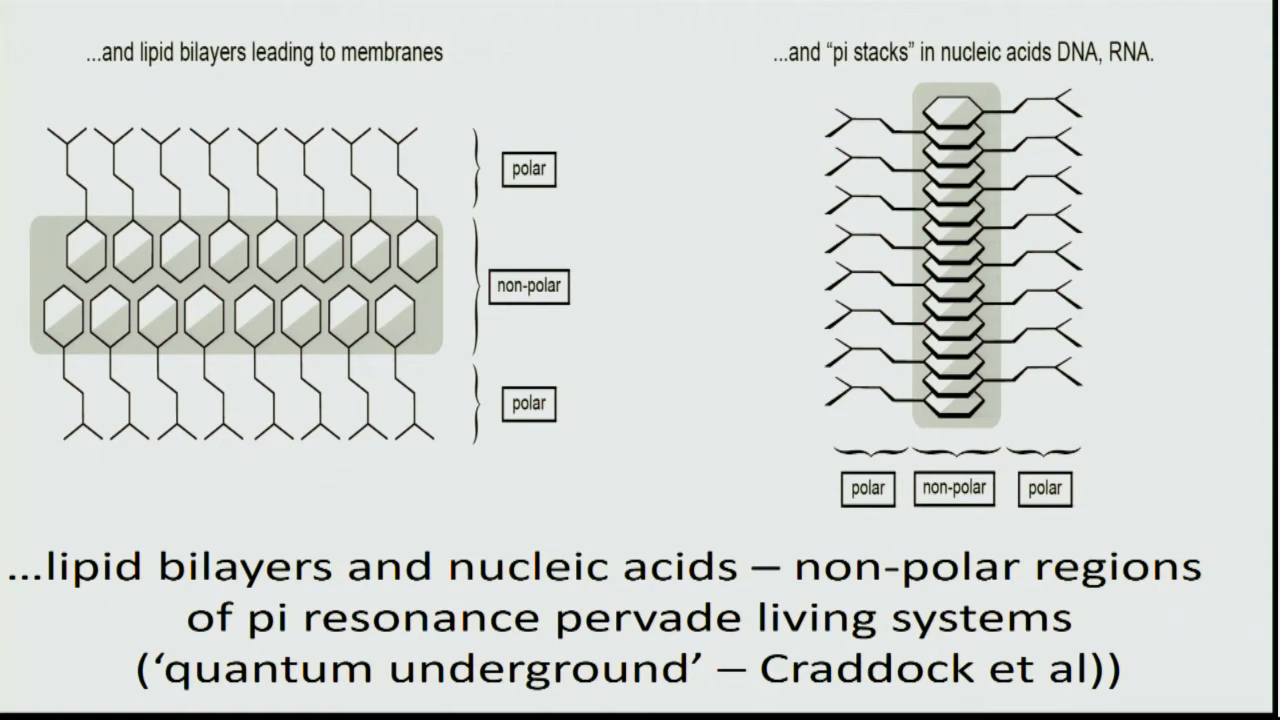 ...and lipid bilayers leading to membranes
polar
non-polar
polar
...and “pi stacks” in nucleic acids DNA, RNA.
polar
non-polar
polar
...lipid bilayers and nucleic acids – non-polar regions
of pi resonance pervade living systems
(‘quantum underground’ – Craddock et al))